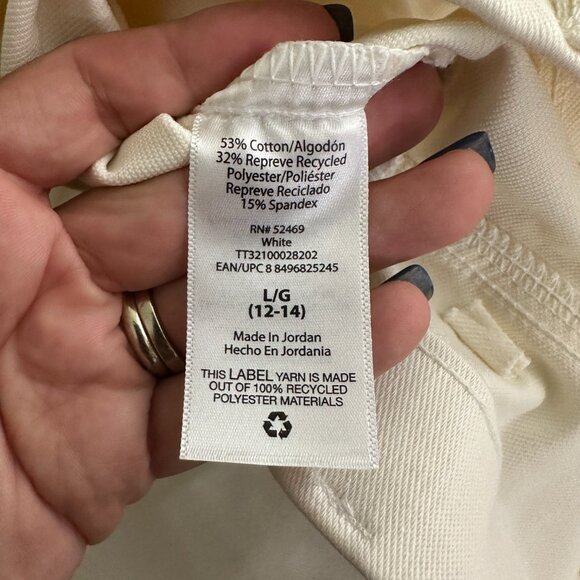 53% Cotton/Algodón
32% Repreve Recycled
Polyester/Poliéster
Repreve Reciclado
15% Spandex
RN# 52469
White
TT32100028202
EAN/UPC 8 8496825245
L/G
(12-14)
Made In Jordan
Hecho En Jordania
THIS LABEL YARN IS MADE
OUT OF 100% RECYCLED
POLYESTER MATERIALS